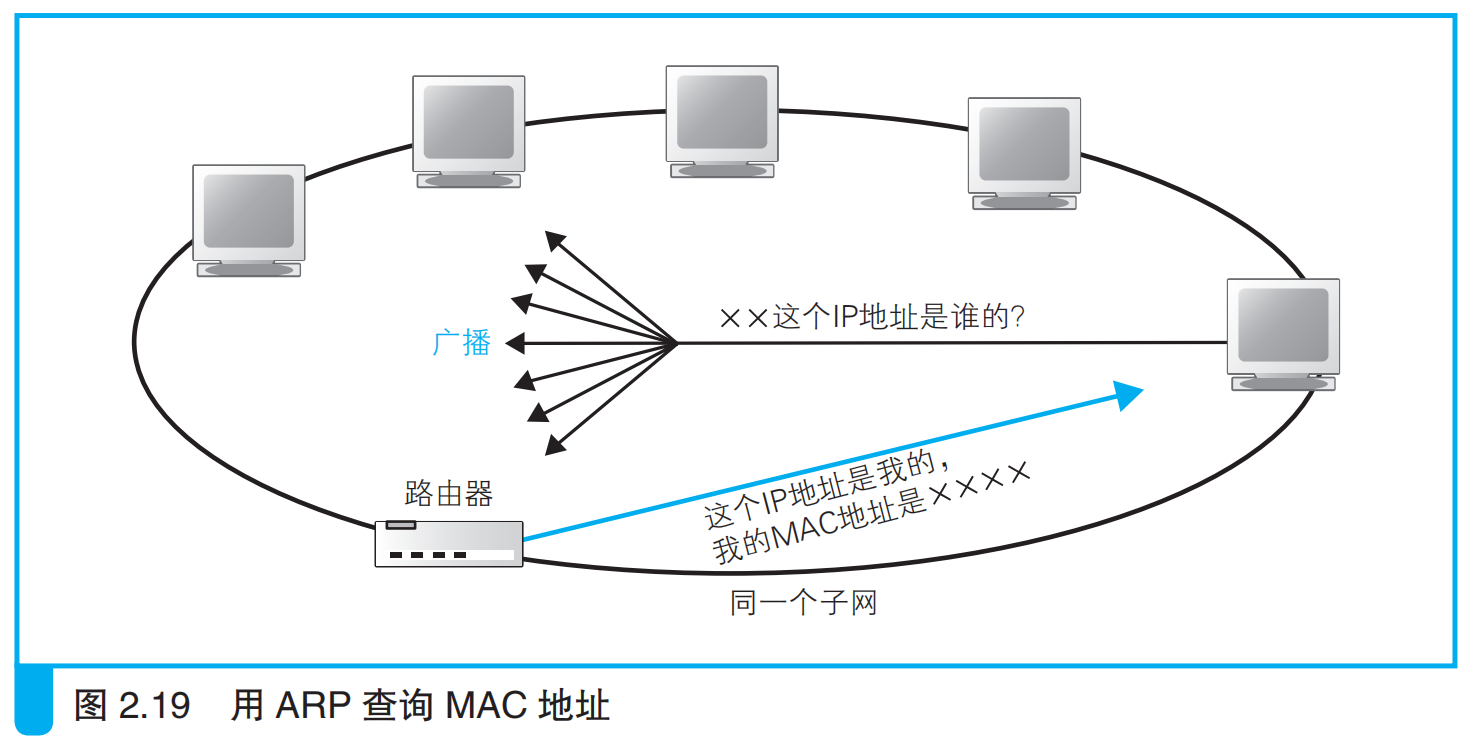 ××这个IP地址是谁的？
广播
路由器
这个IP地址是我的，
我的MAC地址是××××
同一个子网
图 2.19 用 ARP 查询 MAC 地址